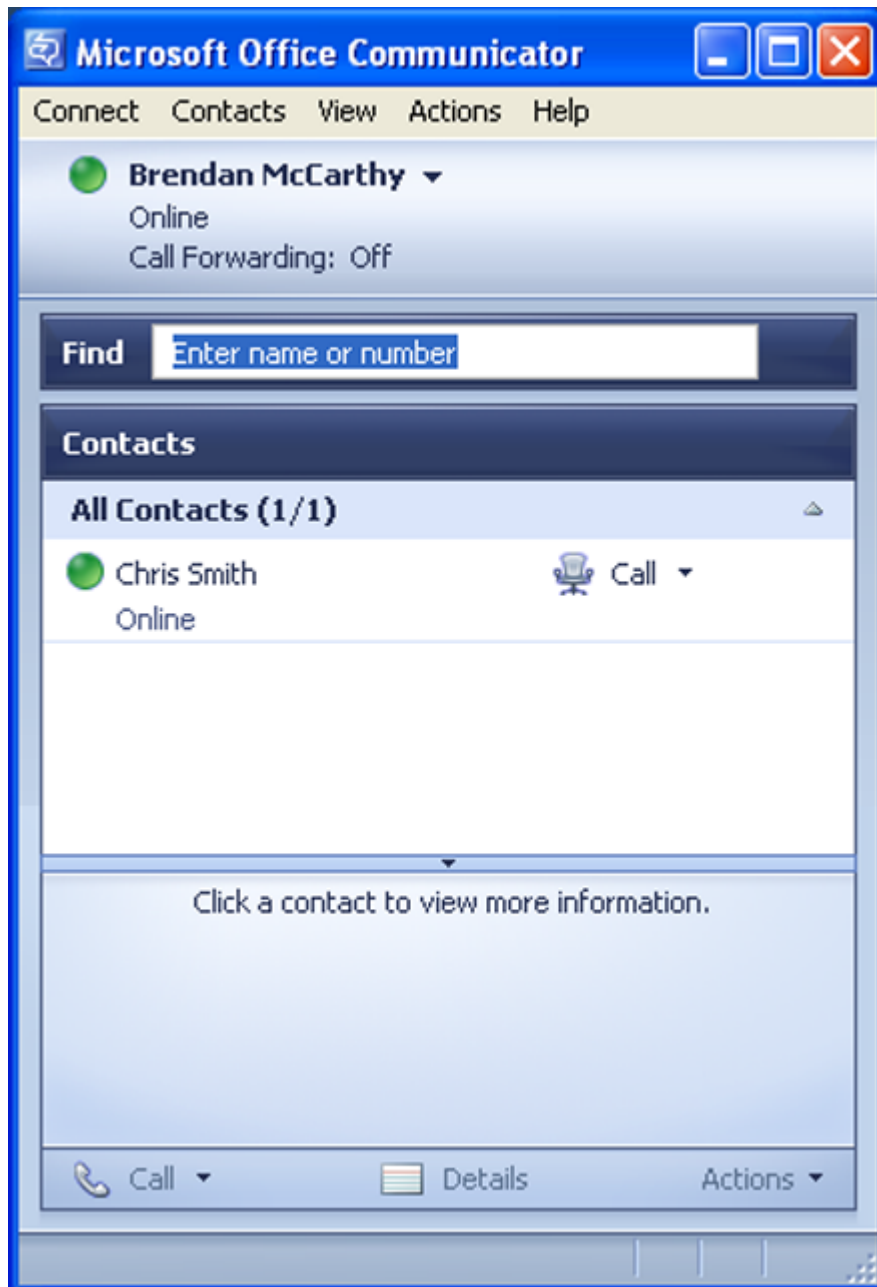 Microsoft Office Communicator
Connect Contacts View Actions Help
Brendan McCarthy
Online
Call Forwarding: Off
Find Enter name or number
Contacts
All Contacts (1/1)
Chris Smith Call
Online
Click a contact to view more information.
Call Details Actions